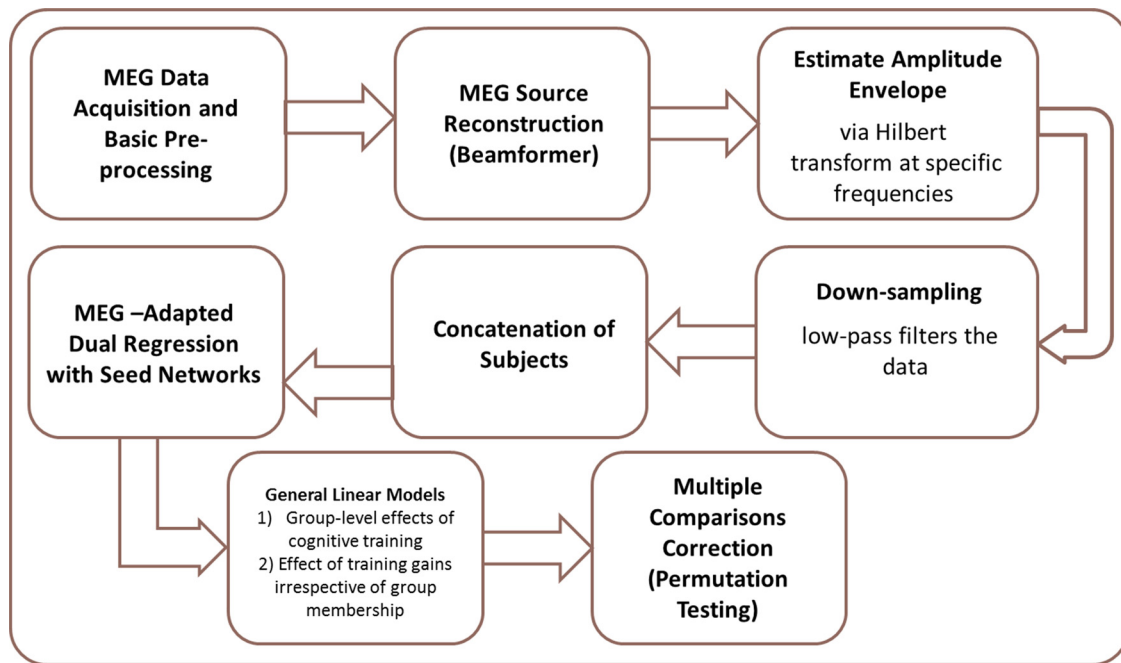 MEG Data
Acquisition and
Basic Pre-
processing
MEG Source
Reconstruction
(Beamformer)
Estimate Amplitude
Envelope
via Hilbert
transform at specific
frequencies
Down-sampling
low-pass filters the
data
Concatenation of
Subjects
MEG –Adapted
Dual Regression
with Seed Networks
General Linear Models
1) Group-level effects of
cognitive training
2) Effect of training gains
irrespective of group
membership
Multiple
Comparisons
Correction
(Permutation
Testing)